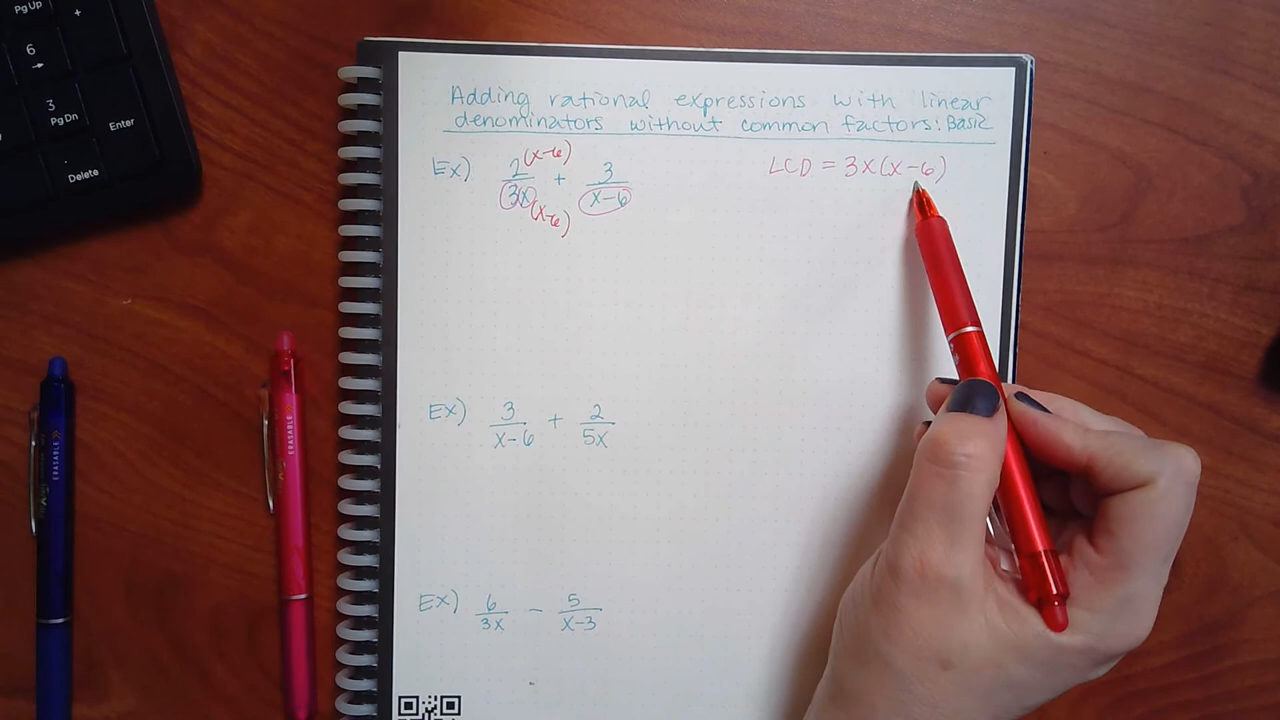 PgUp
+
6
→
3
PgDn
Enter
Delete
Adding rational expressions with linear
denominators without common factors: Basic
Ex) 2(x-6)/3x(x-6) + 3/x-6
LCD = 3x(x-6)
Ex) 3/x-6 + 2/5x
Ex) 6/3x - 5/x-3
ERASABLE
ERASABLE